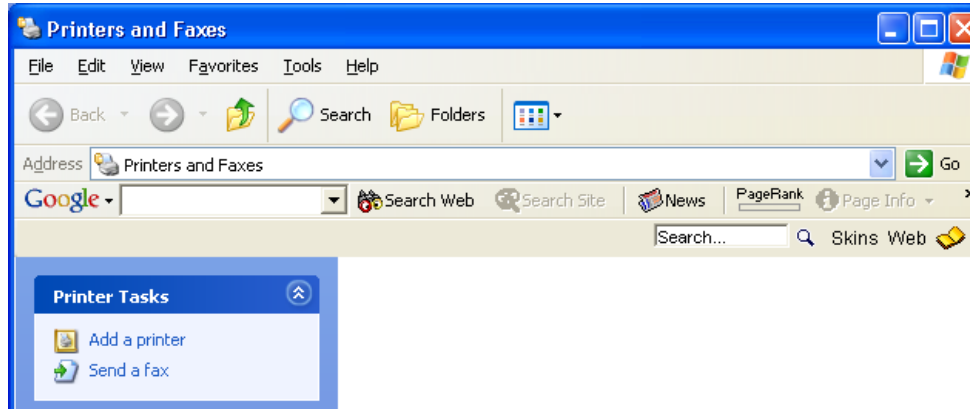 Printers and Faxes
File Edit View Favorites Tools Help
Back Search Folders
Address Printers and Faxes Go
Google Search Web Search Site News PageRank Page Info
Search... Skins Web
Printer Tasks
Add a printer
Send a fax